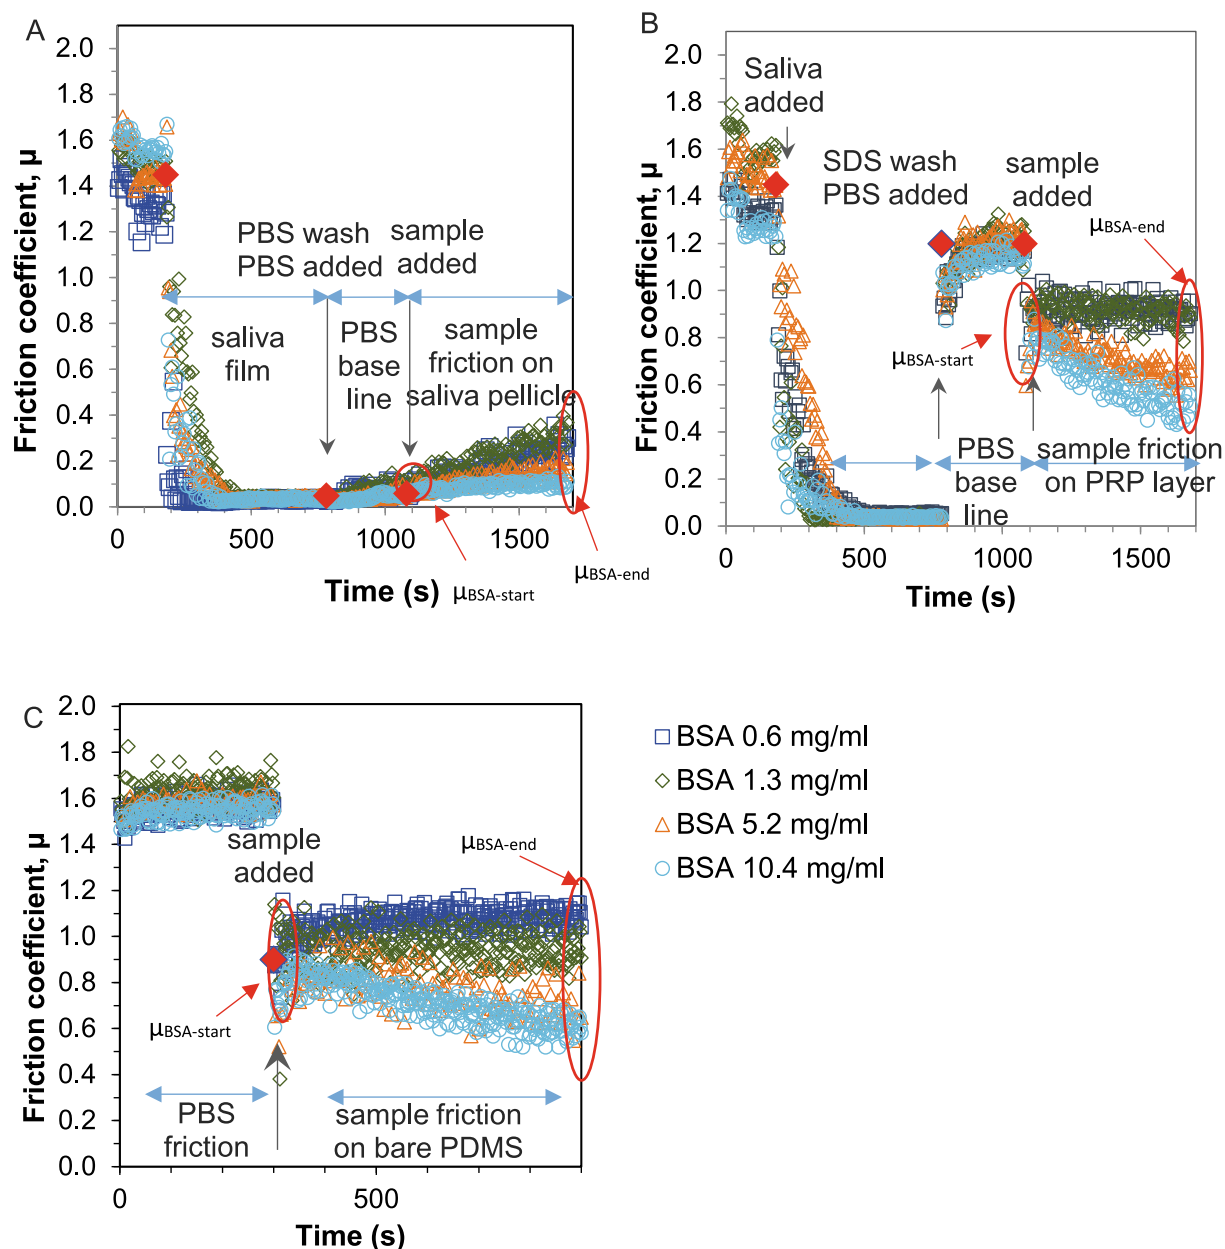 A
2.0
1.8
1.6
1.4
1.2
1.0
0.8
0.6
0.4
0.2
0.0
Friction coefficient, μ
PBS wash
PBS added
sample
added
saliva
film
PBS
base
line
sample
friction on
saliva pellicle
0
500
1000
1500
Time (s)
μBSA-start
μBSA-end
B
2.0
1.8
1.6
1.4
1.2
1.0
0.8
0.6
0.4
0.2
0.0
Friction coefficient, μ
Saliva
added
SDS wash
PBS added
sample
added
μBSA-end
μBSA-start
PBS
base
line
sample friction
on PRP layer
0
500
1000
1500
Time (s)
C
2.0
1.8
1.6
1.4
1.2
1.0
0.8
0.6
0.4
0.2
0.0
Friction coefficient, μ
sample
added
μBSA-end
μBSA-start
PBS
friction
sample friction
on bare PDMS
0
500
Time (s)
BSA 0.6 mg/ml
BSA 1.3 mg/ml
BSA 5.2 mg/ml
BSA 10.4 mg/ml